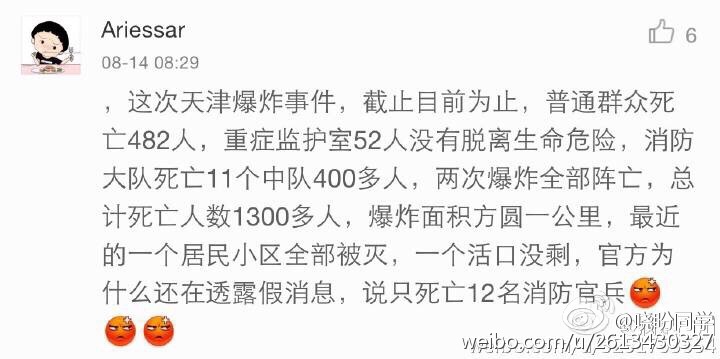 Ariessar
6
08-14 08:29
，这次天津爆炸事件，截止目前为止，普通群众死
亡482人，重症监护室52人没有脱离生命危险，消防
大队死亡11个中队400多人，两次爆炸全部阵亡，总
计死亡人数1300多人，爆炸面积方圆一公里，最近
的一个居民小区全部被灭，一个活口没剩，官方为
什么还在透露假消息，说只死亡12名消防官兵
weibo.com/u/2613430327